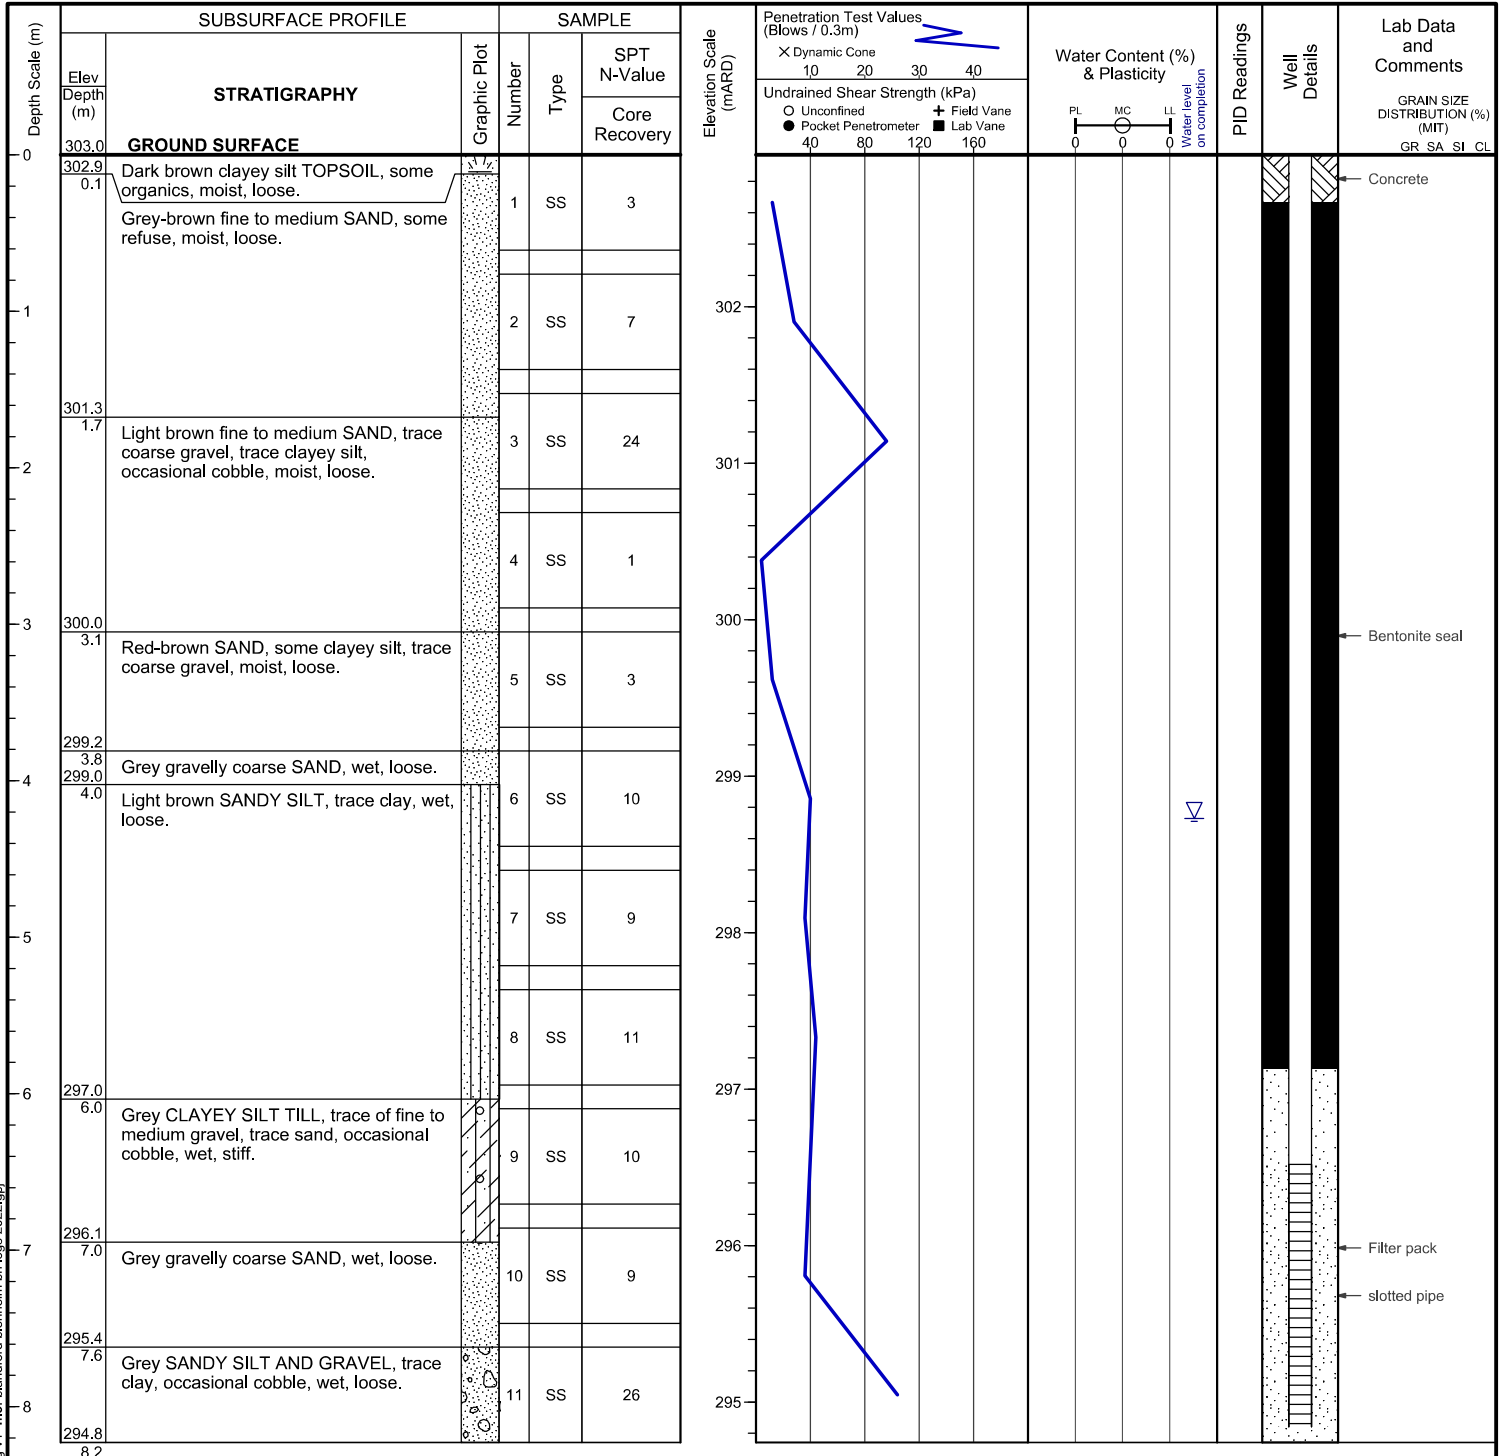 SUBSURFACE PROFILE
SAMPLE
Depth Scale (m)
Elev
Depth
(m)
STRATIGRAPHY
Graphic Plot
Number
Type
SPT
N-Value
Core
Recovery
303.0 GROUND SURFACE
Elevation Scale
(mARD)
Penetration Test Values
(Blows / 0.3m)
× Dynamic Cone
10 20 30 40
Undrained Shear Strength (kPa)
Unconfined + Field Vane
Pocket Penetrometer Lab Vane
40 80 120 160
Water Content (%)
& Plasticity
PL MC LL
0 0 0
Water level
on completion
PID Readings
Well
Details
Lab Data
and
Comments
GRAIN SIZE
DISTRIBUTION (%)
(MIT)
GR SA SI CL
0
302.9
0.1
Dark brown clayey silt TOPSOIL, some
organics, moist, loose.
Grey-brown fine to medium SAND, some
refuse, moist, loose.
1 SS 3
Concrete
1
2 SS 7
302
301.3
1.7
Light brown fine to medium SAND, trace
coarse gravel, trace clayey silt,
occasional cobble, moist, loose.
3 SS 24
2
301
4 SS 1
300.0
3.1
3
300
Red-brown SAND, some clayey silt, trace
coarse gravel, moist, loose.
5 SS 3
Bentonite seal
299.2
3.8
Grey gravelly coarse SAND, wet, loose.
299.0
4.0
4
299
Light brown SANDY SILT, trace clay, wet,
loose.
6 SS 10
7 SS 9
5
298
8 SS 11
297.0
6.0
6
297
Grey CLAYEY SILT TILL, trace of fine to
medium gravel, trace sand, occasional
cobble, wet, stiff.
9 SS 10
296.1
7.0
7
296
Grey gravelly coarse SAND, wet, loose.
10 SS 9
Filter pack
slotted pipe
295.4
7.6
Grey SANDY SILT AND GRAVEL, trace
clay, occasional cobble, wet, loose.
11 SS 26
8
295
294.8
8.2